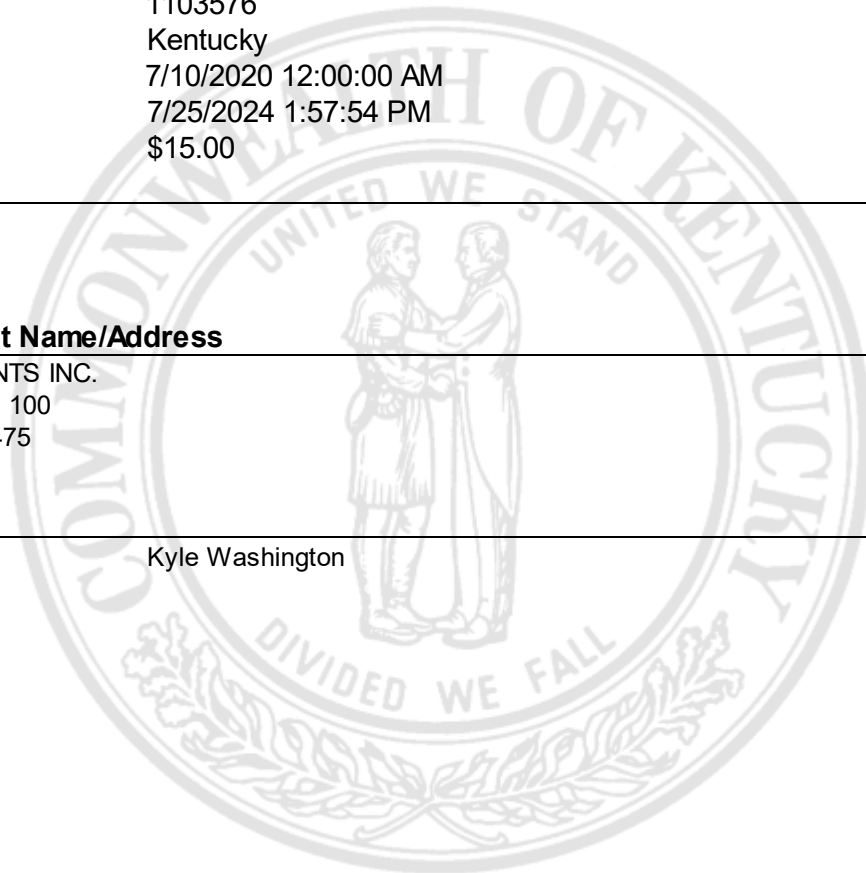 1103576
Kentucky
7/10/2020 12:00:00 AM
7/25/2024 1:57:54 PM
$15.00
COMMONWEALTH OF KENTUCKY
UNITED WE STAND
t Name/Address
NTS INC.
100
475
Kyle Washington
DIVIDED WE FALL